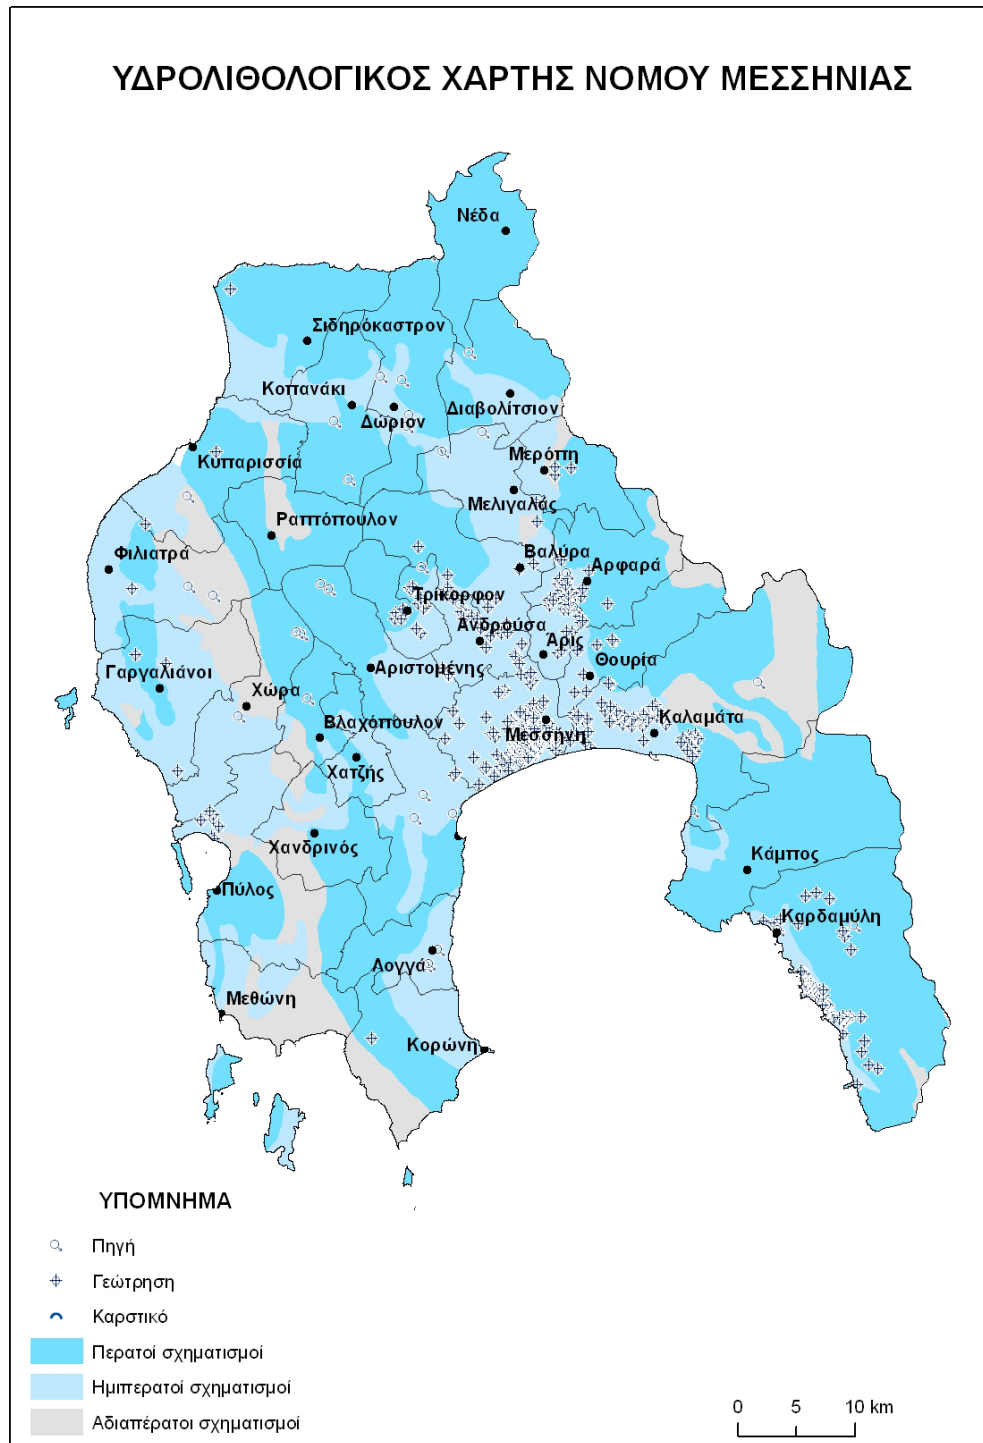 ΥΔΡΟΛΙΘΟΛΟΓΙΚΟΣ ΧΑΡΤΗΣ ΝΟΜΟΥ ΜΕΣΣΗΝΙΑΣ
Νέδα
Σιδηρόκαστρον
Κοπανάκι
Δώριον
Διαβολίτσιον
Κυπαρισσία
Μερόπη
Μελιγαλάς
Ραπτόπουλον
Φιλιατρά
Βαλύρα
Αρφαρά
Τρίκορφον
Ανδρούσα
Άρις
Θουρία
Αριστομένης
Γαργαλιάνοι
Χώρα
Βλαχόπουλον
Μεσσήνη
Καλαμάτα
Χατζής
Χανδρινός
Κάμπος
Πύλος
Καρδαμύλη
Λογγά
Μεθώνη
Κορώνη
ΥΠΟΜΝΗΜΑ
Πηγή
Γεώτρηση
Καρστικό
Περατοί σχηματισμοί
Ημιπερατοί σχηματισμοί
Αδιαπέρατοι σχηματισμοί
0 5 10 km